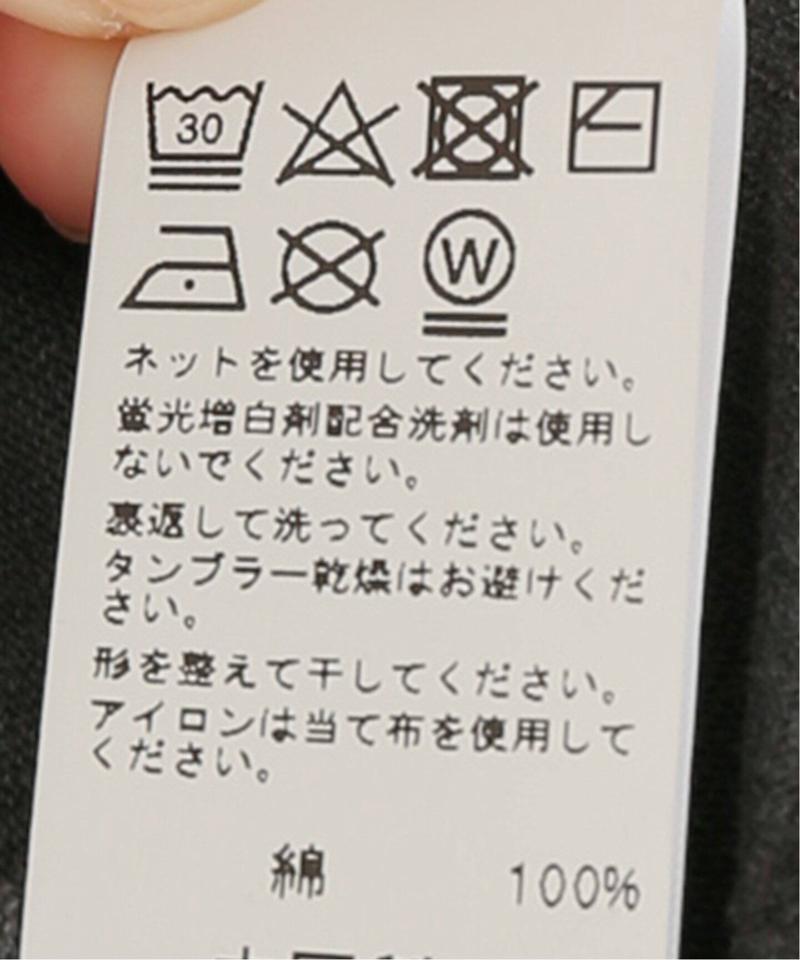 30
W
ネットを使用してください。
蛍光増白剤配合洗剤は使用し
ないでください。
裏返して洗ってください。
タンブラー乾燥はお避けくだ
さい。
形を整えて干してください。
アイロンは当て布を使用して
ください。
綿 100%